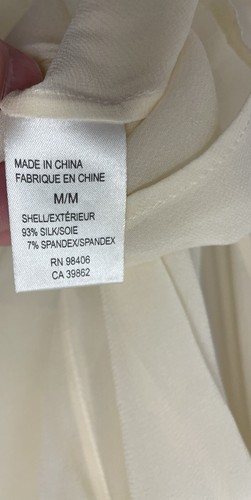 MADE IN CHINA
FABRIQUE EN CHINE
M/M
SHELL/EXTÉRIEUR
93% SILK/SOIE
7% SPANDEX/SPANDEX
RN 98406
CA 39862